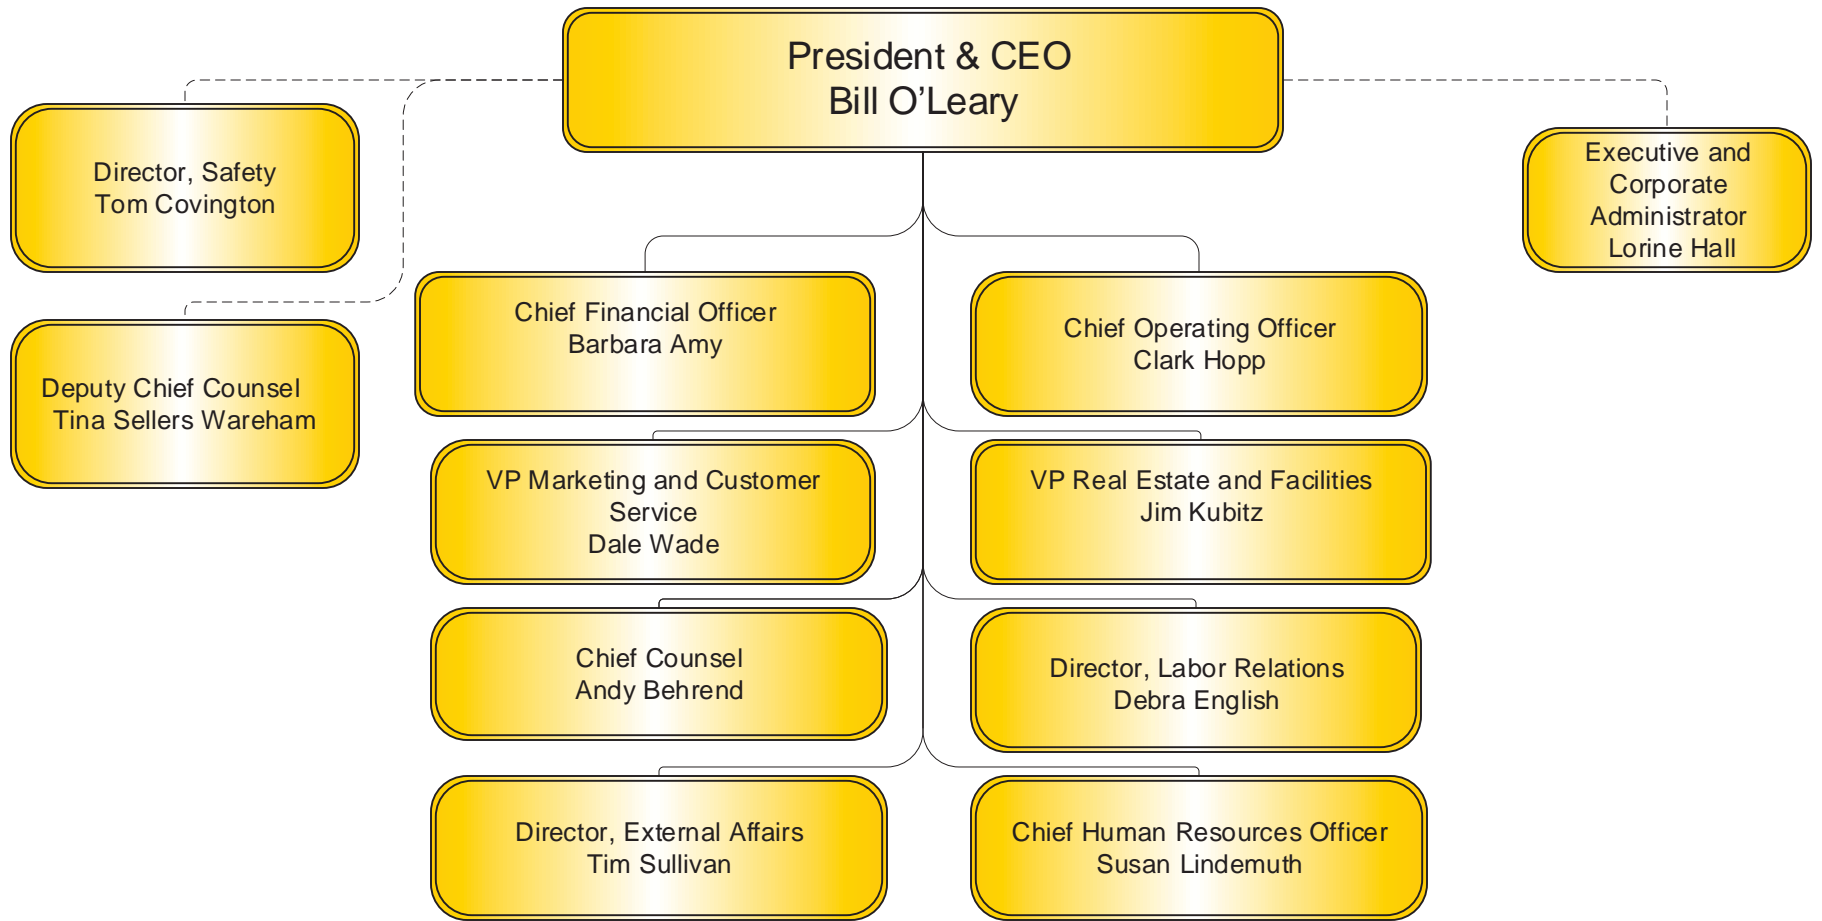 President & CEO
Bill O’Leary
Director, Safety
Tom Covington
Executive and
Corporate
Administrator
Lorine Hall
Deputy Chief Counsel
Tina Sellers Wareham
Chief Financial Officer
Barbara Amy
Chief Operating Officer
Clark Hopp
VP Marketing and Customer
Service
Dale Wade
VP Real Estate and Facilities
Jim Kubitz
Chief Counsel
Andy Behrend
Director, Labor Relations
Debra English
Director, External Affairs
Tim Sullivan
Chief Human Resources Officer
Susan Lindemuth